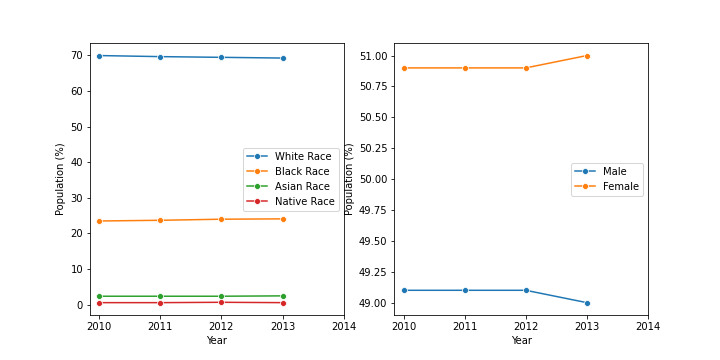 70
60
50
40
30
20
10
0
Population (%)
2010 2011 2012 2013 2014
Year
White Race
Black Race
Asian Race
Native Race
51.00
50.75
50.50
50.25
50.00
49.75
49.50
49.25
49.00
Population (%)
2010 2011 2012 2013 2014
Year
Male
Female